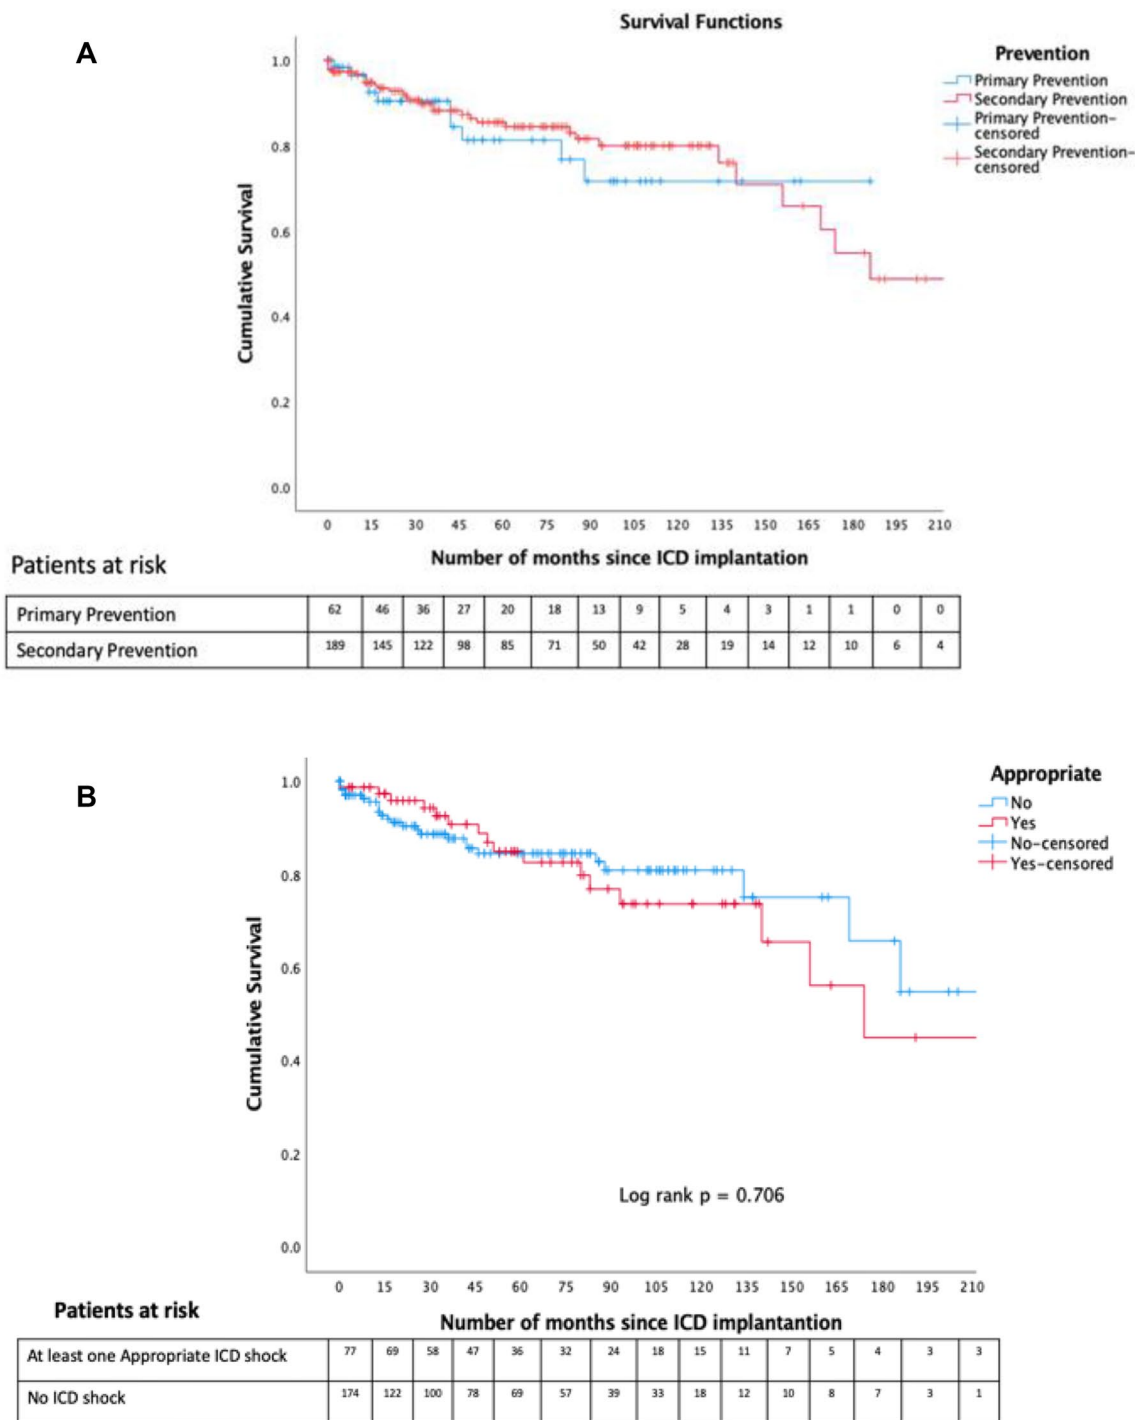 Survival Functions
A
Prevention
Primary Prevention
Secondary Prevention
Primary Prevention-
censored
Secondary Prevention-
censored
Cumulative Survival
1.0
0.8
0.6
0.4
0.2
0.0
0 15 30 45 60 75 90 105 120 135 150 165 180 195 210
Number of months since ICD implantation
Patients at risk
Primary Prevention 62 46 36 27 20 18 13 9 5 4 3 1 1 0 0
Secondary Prevention 189 145 122 98 85 71 50 42 28 19 14 12 10 6 4
B
Appropriate
No
Yes
No-censored
Yes-censored
Cumulative Survival
1.0
0.8
0.6
0.4
0.2
0.0
Log rank p = 0.706
0 15 30 45 60 75 90 105 120 135 150 165 180 195 210
Number of months since ICD implantantion
Patients at risk
At least one Appropriate ICD shock 77 69 58 47 36 32 24 18 15 11 7 5 4 3 3
No ICD shock 174 122 100 78 69 57 39 33 18 12 10 8 7 3 1